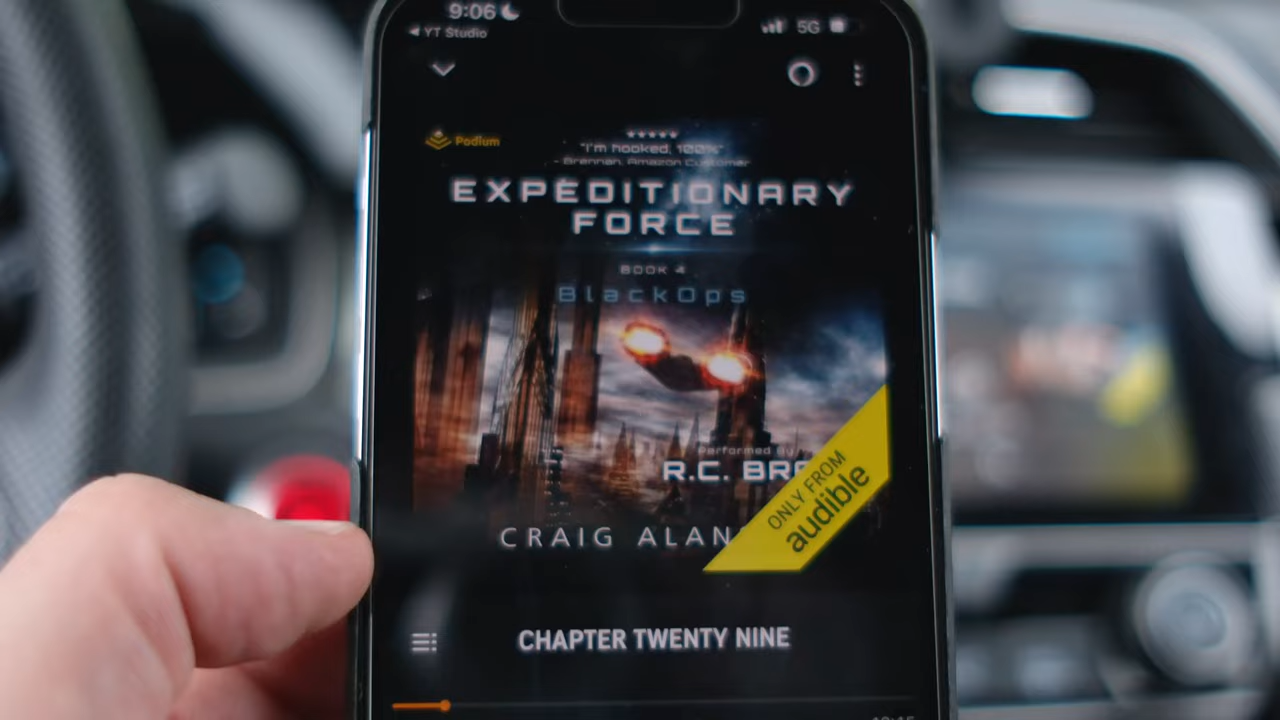 9:06
◀ YT Studio
5G
Podium
"I'm hooked, 100%"
- Brennan, Amazon Customer
EXPEDITIONARY
FORCE
BOOK 4
BlackOps
Performed By
R.C. BR
CRAIG ALAN
ONLY FROM
audible
CHAPTER TWENTY NINE